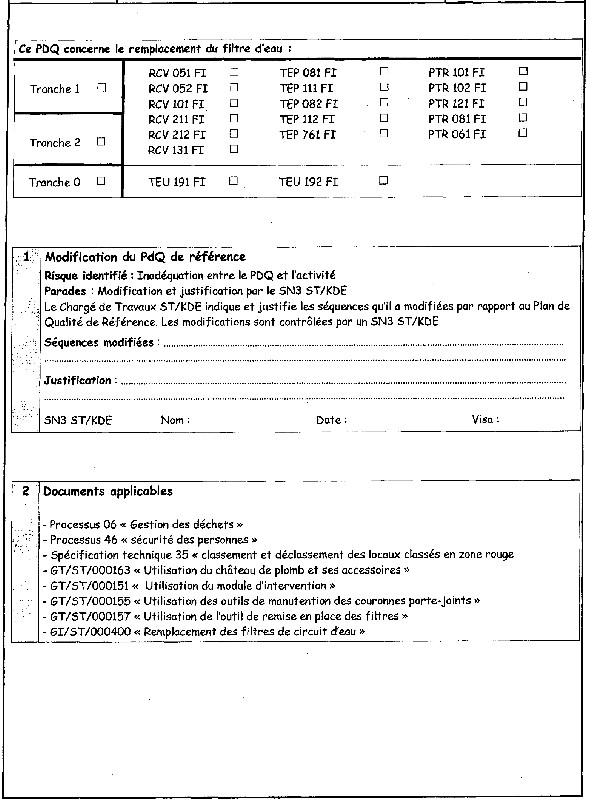 Ce PDQ concerne le remplacement du filtre d'eau :
Tranche 1 ☐
RCV 051 FI ☐ TEP 081 FI ☐ PTR 101 FI ☐
RCV 052 FI ☐ TEP 111 FI ☐ PTR 102 FI ☐
RCV 101 FI ☐ TEP 082 FI ☐ PTR 121 FI ☐
RCV 211 FI ☐ TEP 112 FI ☐ PTR 081 FI ☐
Tranche 2 ☐
RCV 212 FI ☐ TEP 761 FI ☐ PTR 061 FI ☐
RCV 131 FI ☐
Tranche 0 ☐ TEU 191 FI ☐ TEU 192 FI ☐
1 Modification du PdQ de référence
Risque identifié : Inadéquation entre le PDQ et l'activité
Parades : Modification et justification par le SN3 ST/KDE
Le Chargé de Travaux ST/KDE indique et justifie les séquences qu'il a modifiées par rapport au Plan de
Qualité de Référence. Les modifications sont contrôlées par un SN3 ST/KDE
Séquences modifiées :
Justification :
SN3 ST/KDE Nom : Date : Visa :
2 Documents applicables
- Processus 06 « Gestion des déchets »
- Processus 46 « sécurité des personnes »
- Spécification technique 35 « classement et déclassement des locaux classés en zone rouge
- GT/ST/000163 « Utilisation du château de plomb et ses accessoires »
- GT/ST/000151 « Utilisation du module d'intervention »
- GT/ST/000155 « Utilisation des outils de manutention des couronnes porte-joints »
- GT/ST/000157 « Utilisation de l'outil de remise en place des filtres »
- GI/ST/000400 « Remplacement des filtres de circuit d'eau »